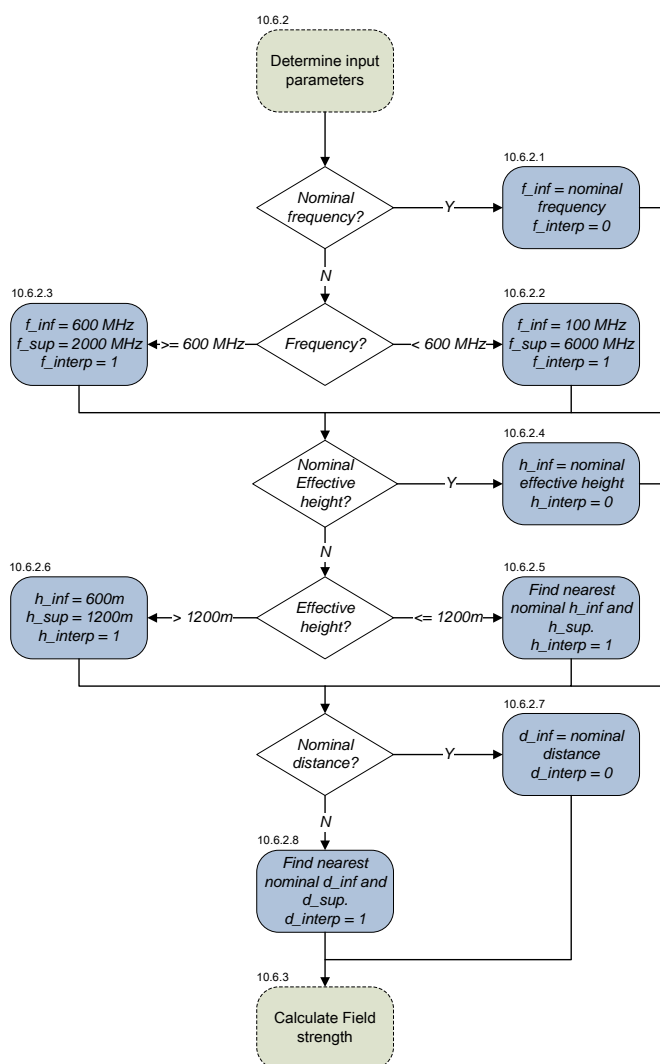 10.6.2
Determine input
parameters
10.6.2.1
Nominal
frequency?
Y
f_inf = nominal
frequency
f_interp = 0
N
10.6.2.3
f_inf = 600 MHz
f_sup = 2000 MHz
f_interp = 1
>= 600 MHz
Frequency?
< 600 MHz
10.6.2.2
f_inf = 100 MHz
f_sup = 6000 MHz
f_interp = 1
10.6.2.4
Nominal
Effective
height?
Y
h_inf = nominal
effective height
h_interp = 0
N
10.6.2.6
h_inf = 600m
h_sup = 1200m
h_interp = 1
> 1200m
Effective
height?
<= 1200m
10.6.2.5
Find nearest
nominal h_inf and
h_sup.
h_interp = 1
10.6.2.7
Nominal
distance?
Y
d_inf = nominal
distance
d_interp = 0
N
10.6.2.8
Find nearest
nominal d_inf and
d_sup.
d_interp = 1
10.6.3
Calculate Field
strength